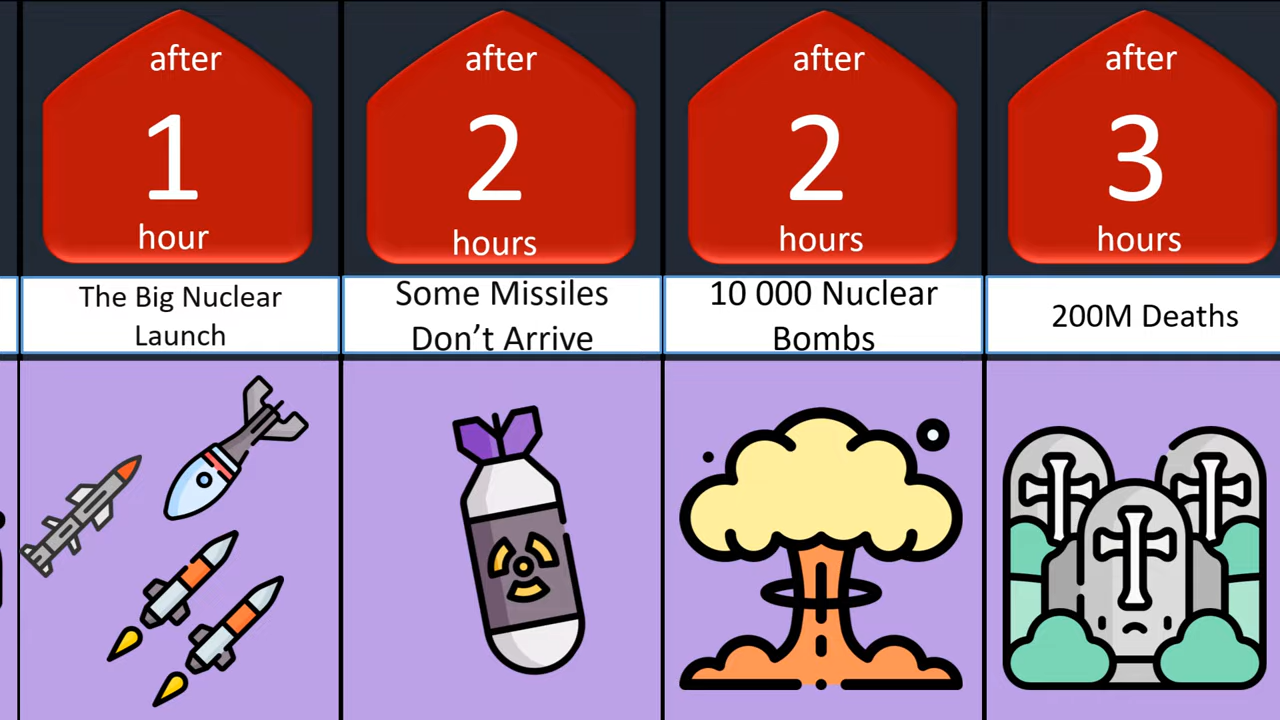 after
1
hour
The Big Nuclear
Launch
after
2
hours
Some Missiles
Don’t Arrive
after
2
hours
10 000 Nuclear
Bombs
after
3
hours
200M Deaths